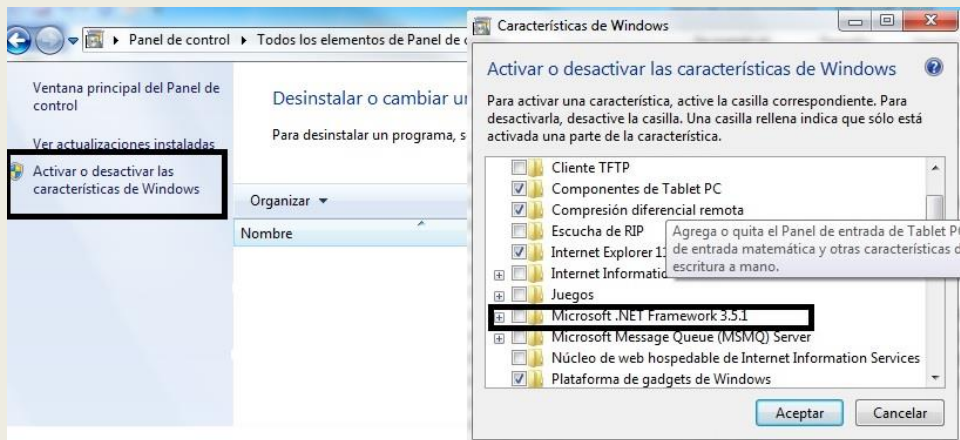 Panel de control
Todos los elementos de Panel de
Ventana principal del Panel de
control
Ver actualizaciones instaladas
Activar o desactivar las
características de Windows
Desinstalar o cambiar
Para desinstalar un programa, s
Organizar
Nombre
Características de Windows
Activar o desactivar las características de Windows
Para activar una característica, active la casilla correspondiente. Para
desactivarla, desactive la casilla. Una casilla rellena indica que sólo está
activada una parte de la característica.
Cliente TFTP
Componentes de Tablet PC
Compresión diferencial remota
Escucha de RIP
Internet Explorer 11
Internet Informatio
Agrega o quita el Panel de entrada de Tablet PC
de entrada matemática y otras características d
escritura a mano.
Juegos
Microsoft .NET Framework 3.5.1
Microsoft Message Queue (MSMQ) Server
Núcleo de web hospedable de Internet Information Services
Plataforma de gadgets de Windows
Aceptar
Cancelar